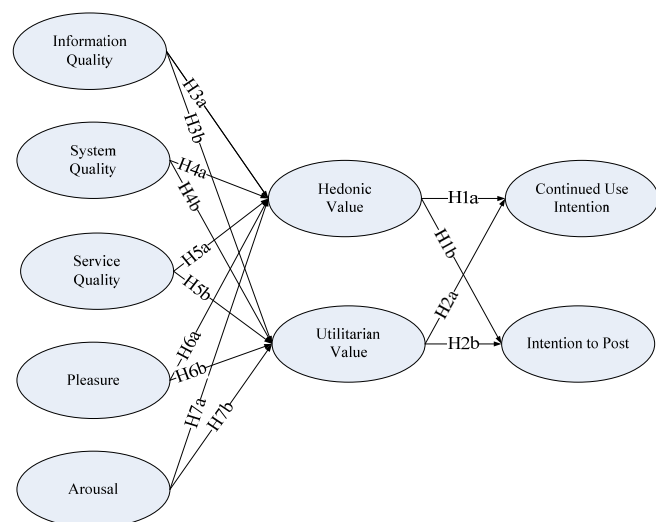 Information
Quality
H3a
H3b
System
Quality
H4a
H4b
Hedonic
Value
H1a
Continued Use
Intention
H1b
Service
Quality
H5a
H5b
H2a
H6a
Utilitarian
Value
H2b
Intention to Post
Pleasure
H6b
H7a
H7b
Arousal